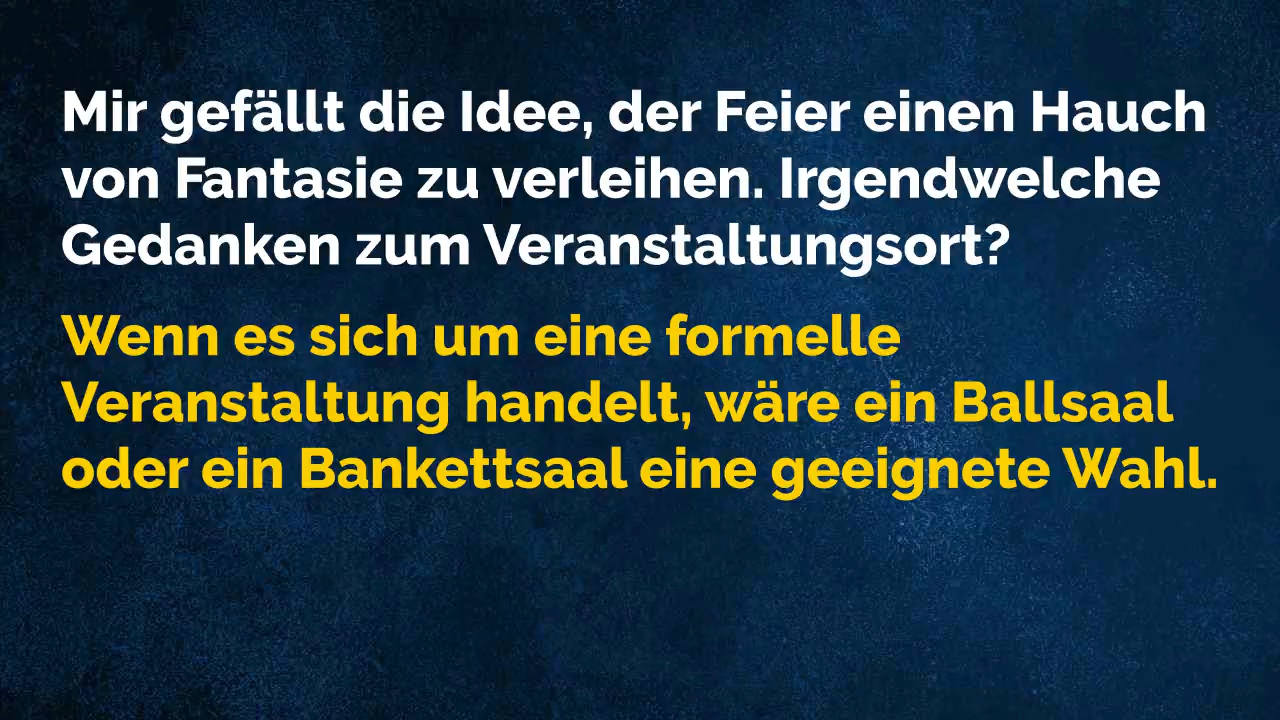 Mir gefällt die Idee, der Feier einen Hauch
von Fantasie zu verleihen. Irgendwelche
Gedanken zum Veranstaltungsort?
Wenn es sich um eine formelle
Veranstaltung handelt, wäre ein Ballsaal
oder ein Bankettsaal eine geeignete Wahl.